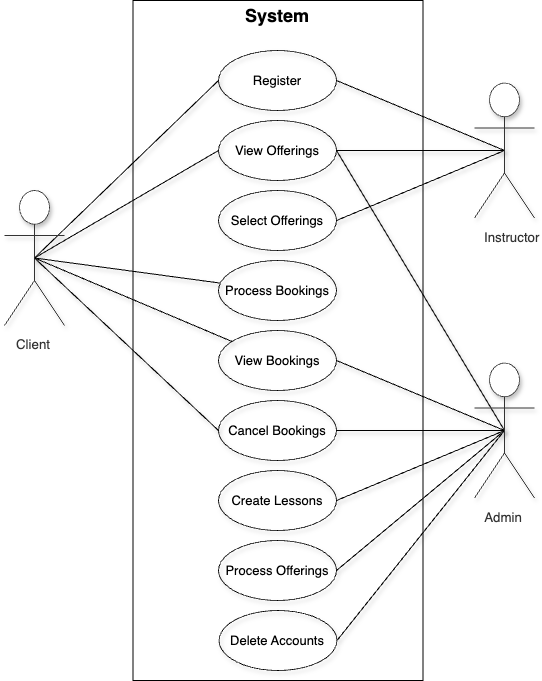 System
Register
View Offerings
Select Offerings
Instructor
Process Bookings
Client
View Bookings
Cancel Bookings
Create Lessons
Admin
Process Offerings
Delete Accounts